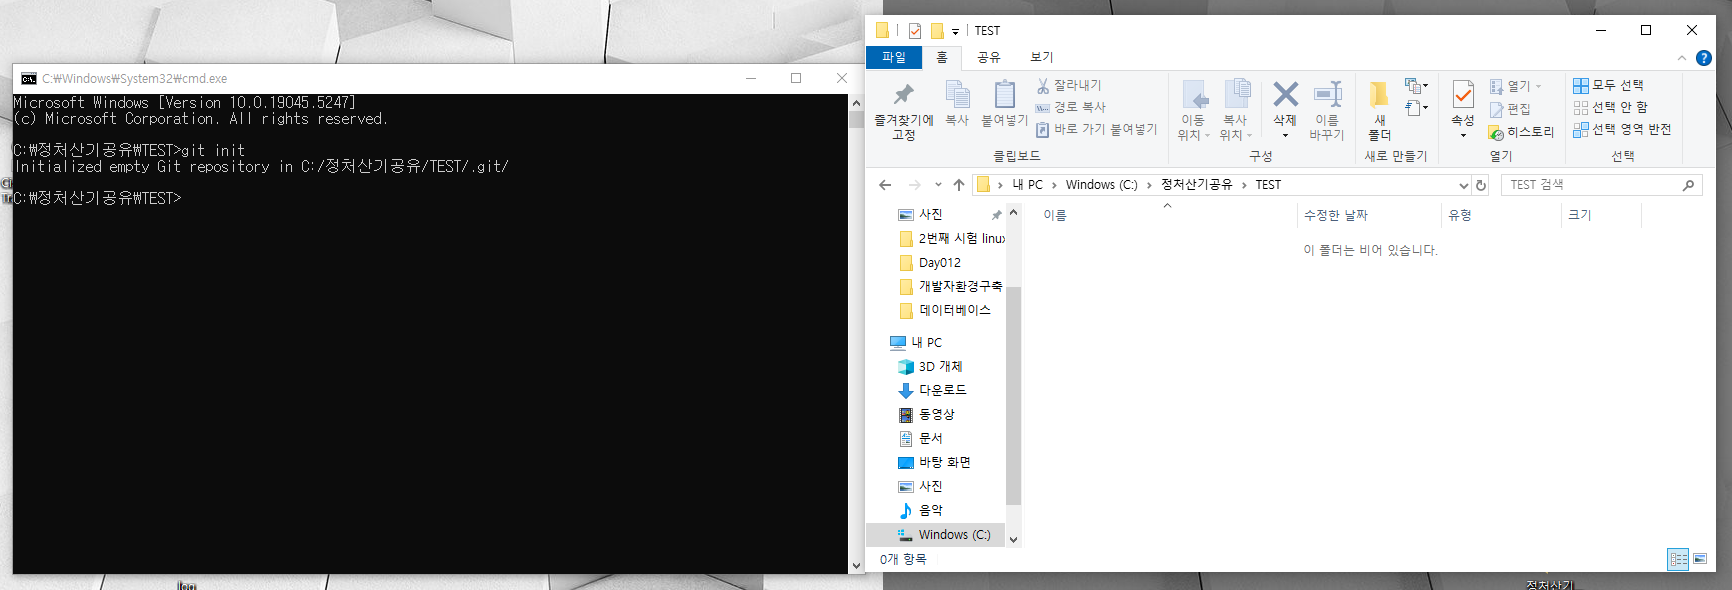 C:\Windows\System32\cmd.exe
Microsoft Windows [Version 10.0.19045.5247]
(c) Microsoft Corporation. All rights reserved.
C:\정처산기공유\TEST>git init
Initialized empty Git repository in C:/정처산기공유/TEST/.git/
C:\정처산기공유\TEST>
log
TEST
파일 홈 공유 보기
즐겨찾기에 고정
복사
붙여넣기
잘라내기
경로 복사
바로 가기 붙여넣기
클립보드
이동 위치
복사 위치
삭제
이름 바꾸기
구성
새 폴더
새로 만들기
속성
열기
편집
히스토리
열기
모두 선택
선택 안 함
선택 영역 반전
선택
내 PC > Windows (C:) > 정처산기공유 > TEST
TEST 검색
이름 수정한 날짜 유형 크기
이 폴더는 비어 있습니다.
사진
2번째 시험 linux
Day012
개발자환경구축
데이터베이스
내 PC
3D 개체
다운로드
동영상
문서
바탕 화면
사진
음악
Windows (C:)
0개 항목
정처산기